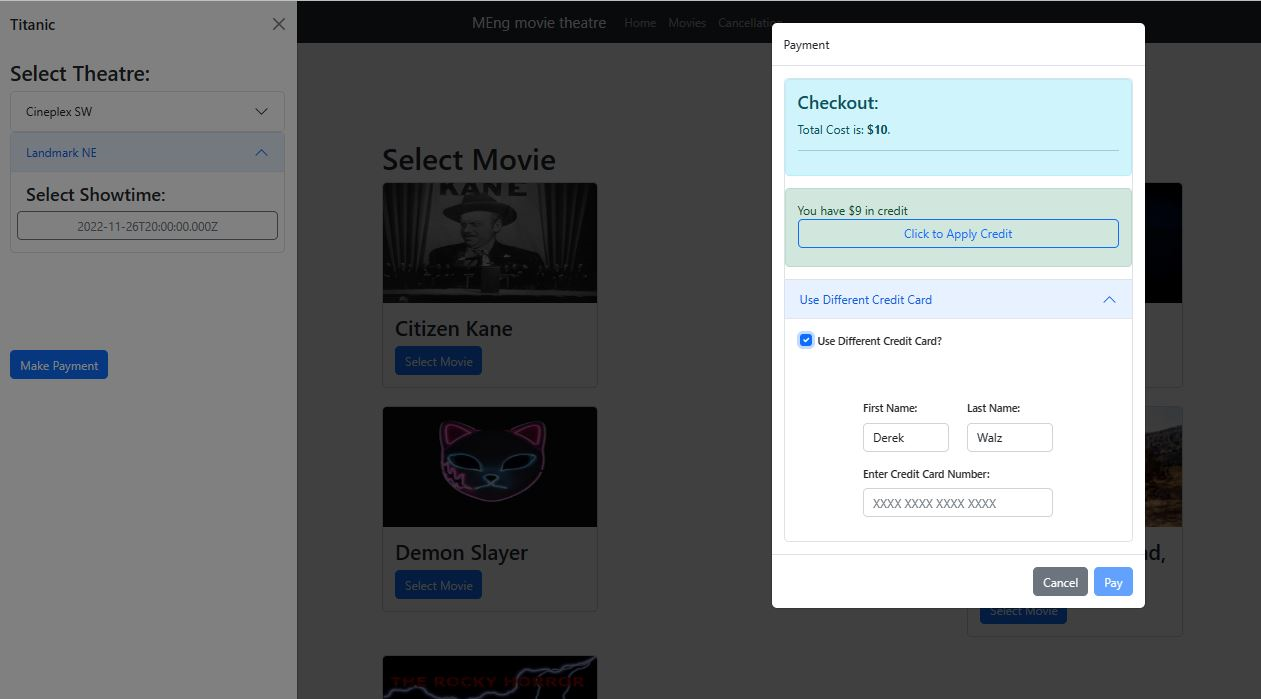 Titanic
Select Theatre:
Cineplex SW
Landmark NE
Select Showtime:
2022-11-26T20:00:00.000Z
Make Payment
MEng movie theatre
Home
Movies
Select Movie
KANE
Citizen Kane
Select Movie
Demon Slayer
Select Movie
THE ROCKY HORROR
Select Movie
Payment
Checkout:
Total Cost is: $10.
You have $9 in credit
Click to Apply Credit
Use Different Credit Card
Use Different Credit Card?
First Name:
Last Name:
Derek
Walz
Enter Credit Card Number:
XXXX XXXX XXXX XXXX
Cancel
Pay